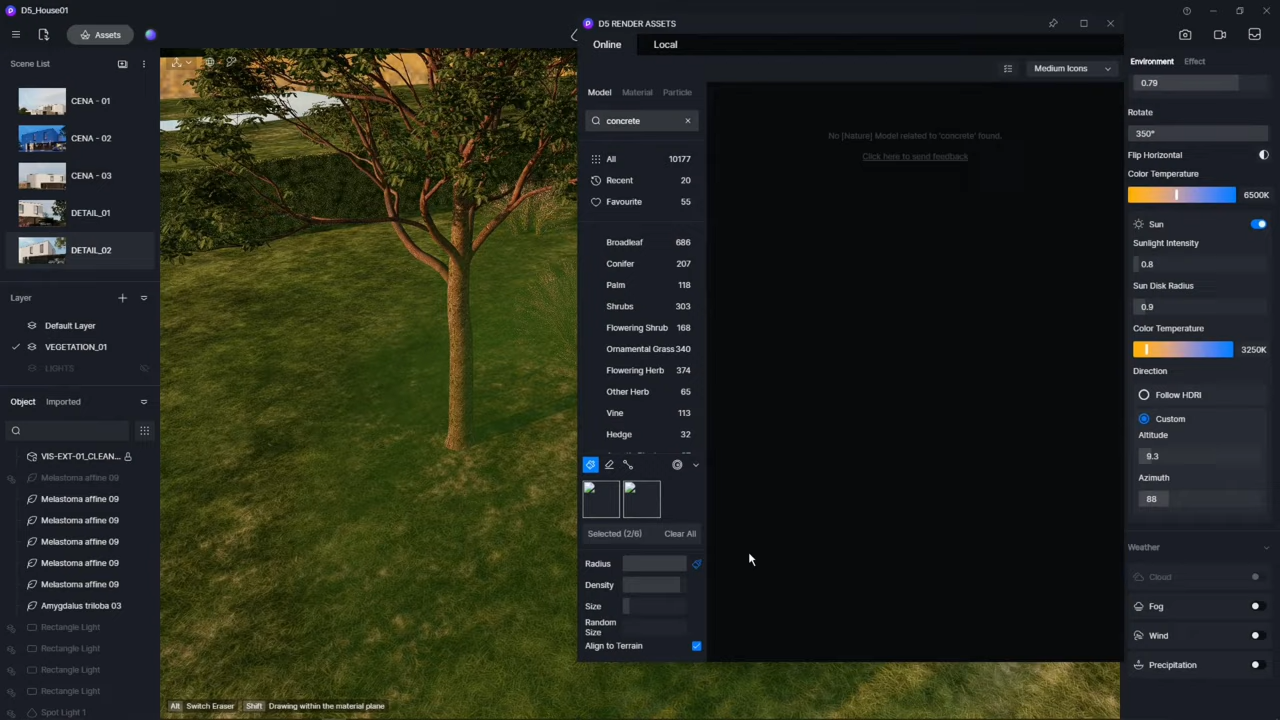 D5_House01
Assets
Scene List
CENA - 01
CENA - 02
CENA - 03
DETAIL_01
DETAIL_02
Layer
Default Layer
VEGETATION_01
LIGHTS
Object
Imported
VIS-EXT-01_CLEAN...
Melastoma affine 09
Melastoma affine 09
Melastoma affine 09
Melastoma affine 09
Melastoma affine 09
Melastoma affine 09
Amygdalus triloba 03
Rectangle Light
Rectangle Light
Rectangle Light
Rectangle Light
Spot Light 1
Alt Switch Eraser Shift Drawing within the material plane
D5 RENDER ASSETS
Online Local
Medium Icons
Model Material Particle
concrete
All 10177
Recent 20
Favourite 55
Broadleaf 686
Conifer 207
Palm 118
Shrubs 303
Flowering Shrub 168
Ornamental Grass 340
Flowering Herb 374
Other Herb 65
Vine 113
Hedge 32
Selected (2/6) Clear All
Radius
Density
Size
Random
Size
Align to Terrain
No [Nature] Model related to 'concrete' found.
Click here to send feedback
Environment Effect
0.79
Rotate
350°
Flip Horizontal
Color Temperature
6500K
Sun
Sunlight Intensity
0.8
Sun Disk Radius
0.9
Color Temperature
3250K
Direction
Follow HDRI
Custom
Altitude
9.3
Azimuth
88
Weather
Cloud
Fog
Wind
Precipitation